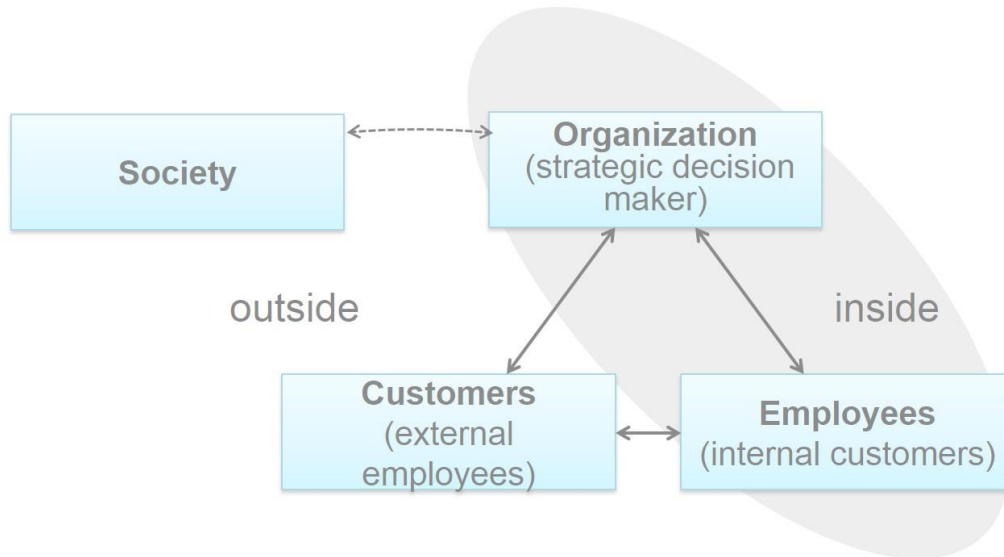 Society
Organization
(strategic decision
maker)
outside
inside
Customers
(external
employees)
Employees
(internal customers)